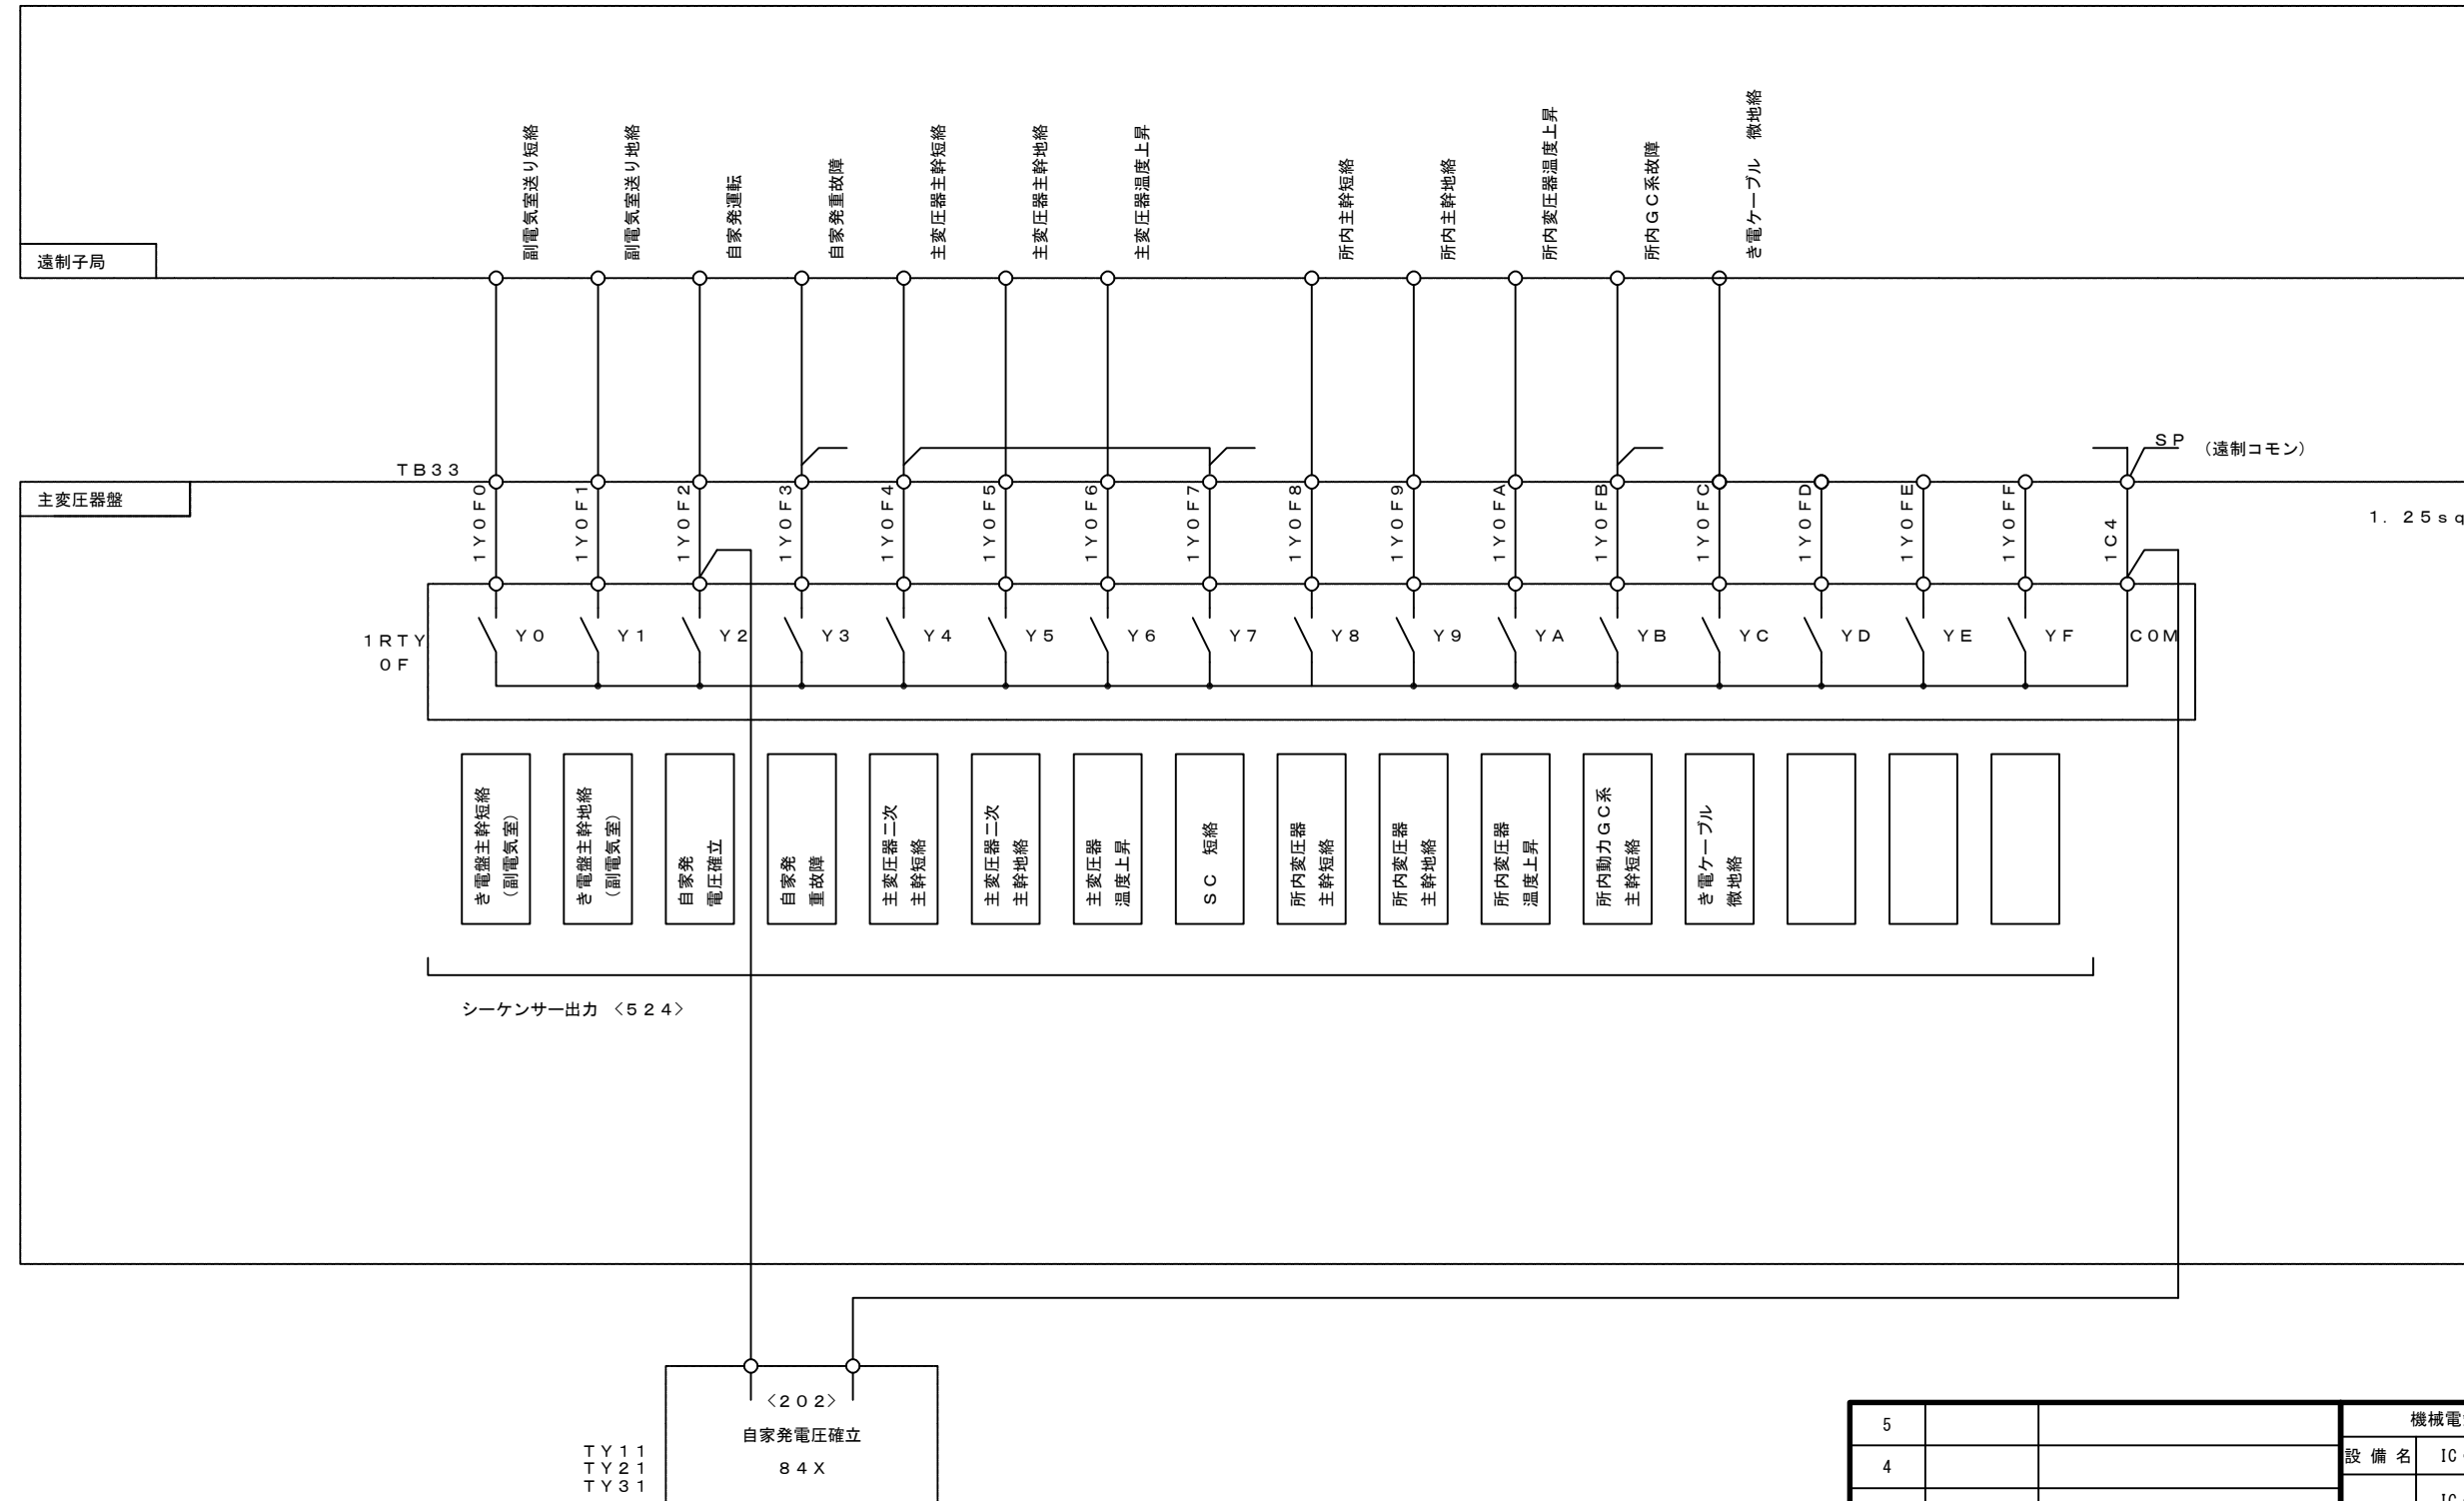 副電気室送り短絡
副電気室送り地絡
自家発運転
自家発重故障
主変圧器主幹短絡
主変圧器主幹地絡
主変圧器温度上昇
所内主幹短絡
所内主幹地絡
所内変圧器温度上昇
所内GC系故障
き電ケーブル 微地絡
遠制子局
TB33
SP (遠制コモン)
主変圧器盤
1Y0F0
1Y0F1
1Y0F2
1Y0F3
1Y0F4
1Y0F5
1Y0F6
1Y0F7
1Y0F8
1Y0F9
1Y0FA
1Y0FB
1Y0FC
1Y0FD
1Y0FE
1Y0FF
1C4
1.25sq
1RTY
0F
Y0
Y1
Y2
Y3
Y4
Y5
Y6
Y7
Y8
Y9
YA
YB
YC
YD
YE
YF
COM
き電盤主幹短絡
(副電気室)
き電盤主幹地絡
(副電気室)
自家発
電圧確立
自家発
重故障
主変圧器二次
主幹短絡
主変圧器二次
主幹地絡
主変圧器
温度上昇
SC 短絡
所内変圧器
主幹短絡
所内変圧器
主幹地絡
所内変圧器
温度上昇
所内動力GC系
主幹短絡
き電ケーブル
微地絡
シーケンサー出力 <524>
<202>
自家発電圧確立
84X
TY11
TY21
TY31
5
4
機械電
設備名 IC